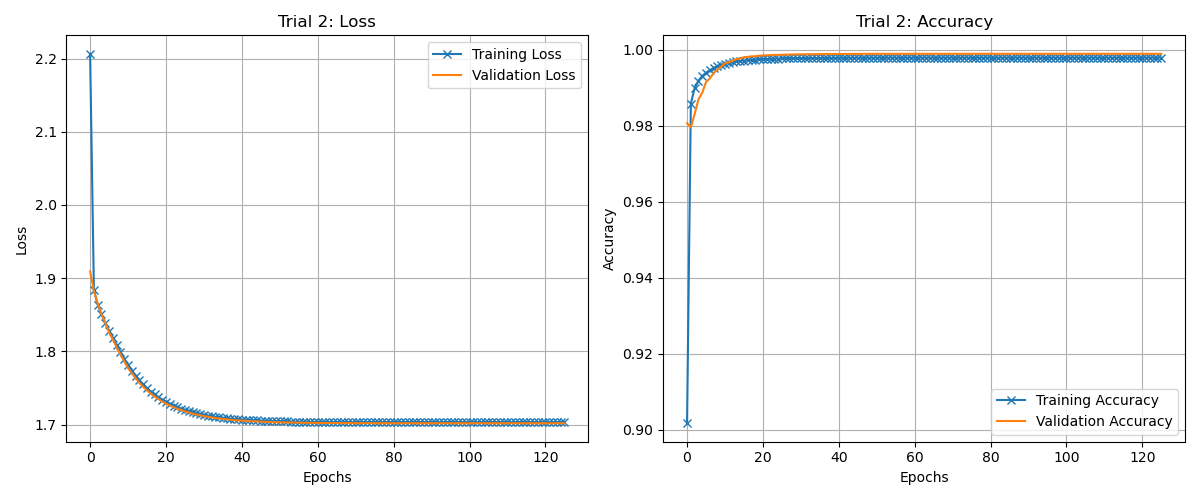 Trial 2: Loss
2.2
2.1
2.0
1.9
1.8
1.7
Loss
0 20 40 60 80 100 120
Epochs
Training Loss
Validation Loss
Trial 2: Accuracy
1.00
0.98
0.96
0.94
0.92
0.90
Accuracy
0 20 40 60 80 100 120
Epochs
Training Accuracy
Validation Accuracy